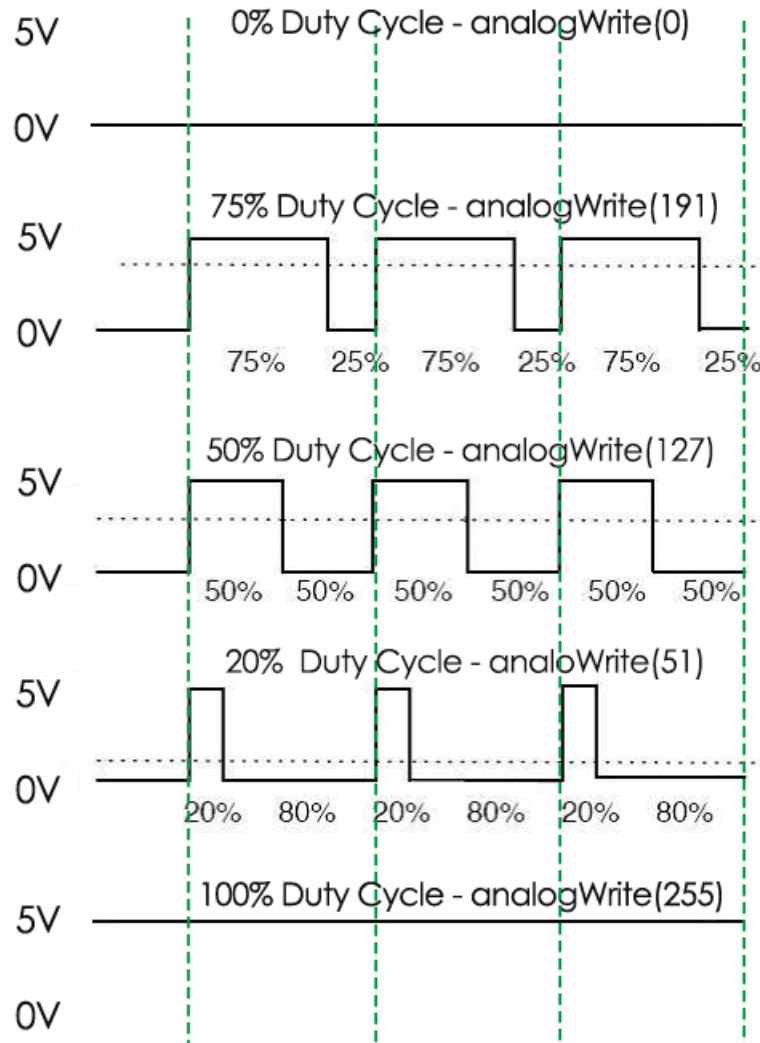 0% Duty Cycle - analogWrite(0)
5V
0V
75% Duty Cycle - analogWrite(191)
5V
0V
75% 25% 75% 25% 75% 25%
50% Duty Cycle - analogWrite(127)
5V
0V
50% 50% 50% 50% 50% 50%
20% Duty Cycle - analoWrite(51)
5V
0V
20% 80% 20% 80% 20% 80%
100% Duty Cycle - analogWrite(255)
5V
0V